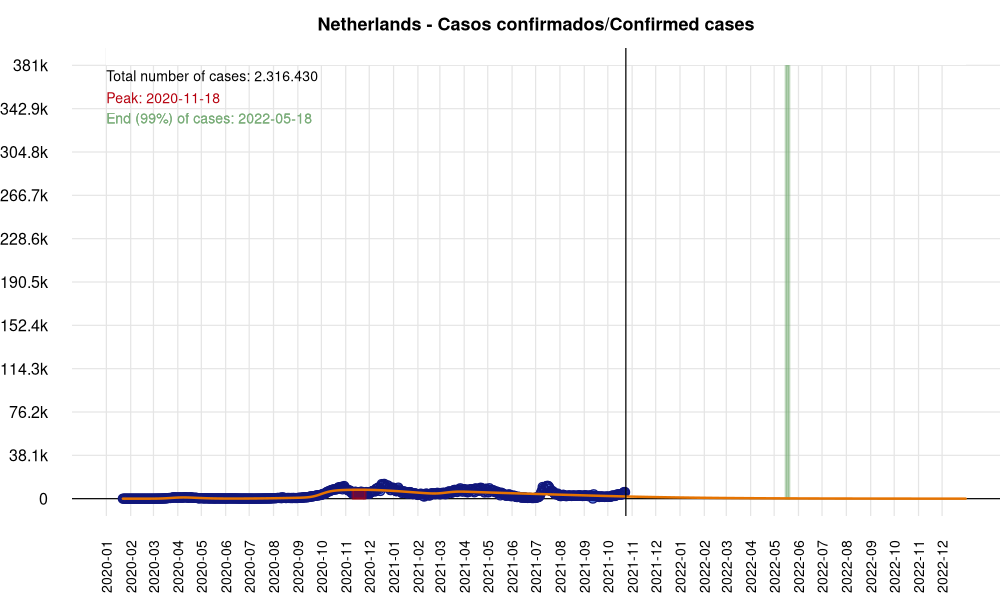 Netherlands - Casos confirmados/Confirmed cases
381k
342.9k
304.8k
266.7k
228.6k
190.5k
152.4k
114.3k
76.2k
38.1k
0
Total number of cases: 2.316.430
Peak: 2020-11-18
End (99%) of cases: 2022-05-18
2020-01
2020-02
2020-03
2020-04
2020-05
2020-06
2020-07
2020-08
2020-09
2020-10
2020-11
2020-12
2021-01
2021-02
2021-03
2021-04
2021-05
2021-06
2021-07
2021-08
2021-09
2021-10
2021-11
2021-12
2022-01
2022-02
2022-03
2022-04
2022-05
2022-06
2022-07
2022-08
2022-09
2022-10
2022-11
2022-12